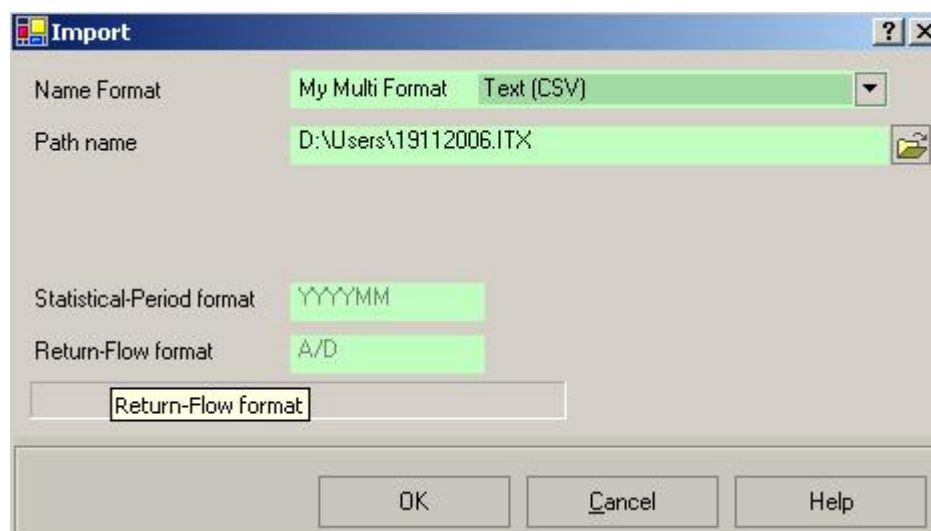 Import
Name Format My Multi Format Text (CSV)
Path name D:\Users\19112006.ITX
Statistical-Period format YYYYMM
Return-Flow format A/D
Return-Flow format
OK Cancel Help